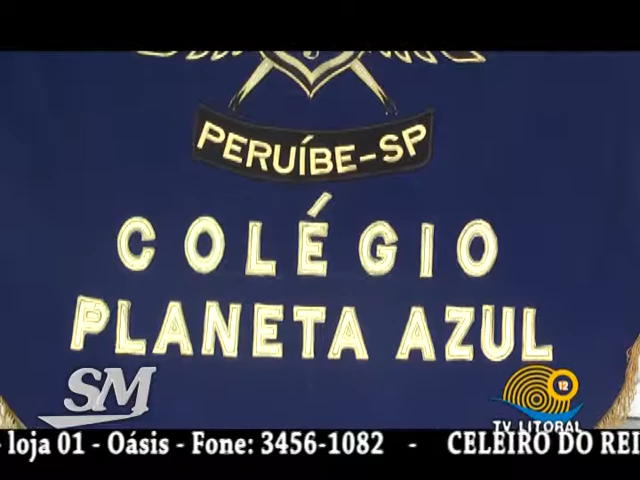 PERUÍBE-SP
COLÉGIO
PLANETA AZUL
SM
12
TV LITORAL
- loja 01 - Oásis - Fone: 3456-1082 - CELEIRO DO REI